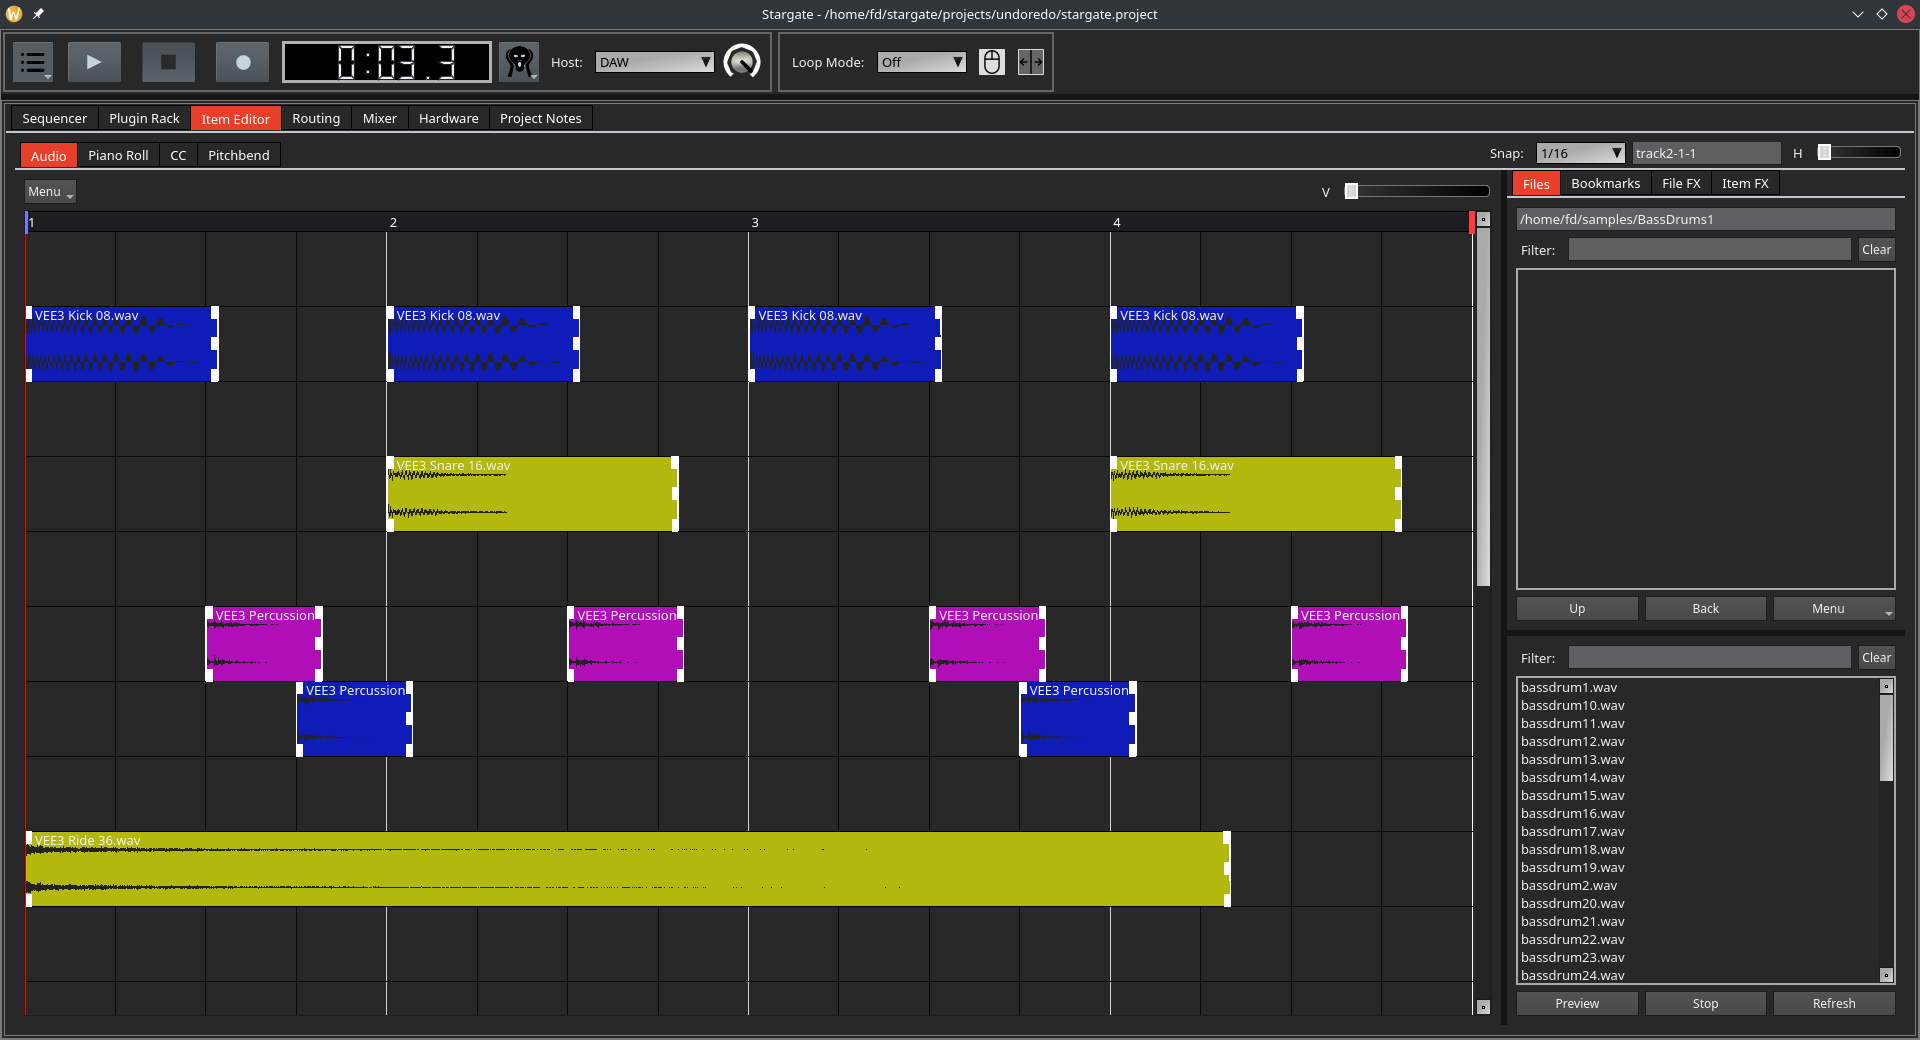 Stargate - /home/fd/stargate/projects/undoredo/stargate.project
0:03.3 Host: DAW Loop Mode: Off
Sequencer Plugin Rack Item Editor Routing Mixer Hardware Project Notes
Audio Piano Roll CC Pitchbend Snap: 1/16 track2-1-1 H
Menu V
1 2 3 4
VEE3 Kick 08.wav VEE3 Kick 08.wav VEE3 Kick 08.wav VEE3 Kick 08.wav
VEE3 Snare 16.wav VEE3 Snare 16.wav
VEE3 Percussion VEE3 Percussion VEE3 Percussion VEE3 Percussion
VEE3 Percussion VEE3 Percussion
VEE3 Ride 36.wav
Files Bookmarks File FX Item FX
/home/fd/samples/BassDrums1
Filter: Clear
Up Back Menu
Filter: Clear
bassdrum1.wav
bassdrum10.wav
bassdrum11.wav
bassdrum12.wav
bassdrum13.wav
bassdrum14.wav
bassdrum15.wav
bassdrum16.wav
bassdrum17.wav
bassdrum18.wav
bassdrum19.wav
bassdrum2.wav
bassdrum20.wav
bassdrum21.wav
bassdrum22.wav
bassdrum23.wav
bassdrum24.wav
Preview Stop Refresh